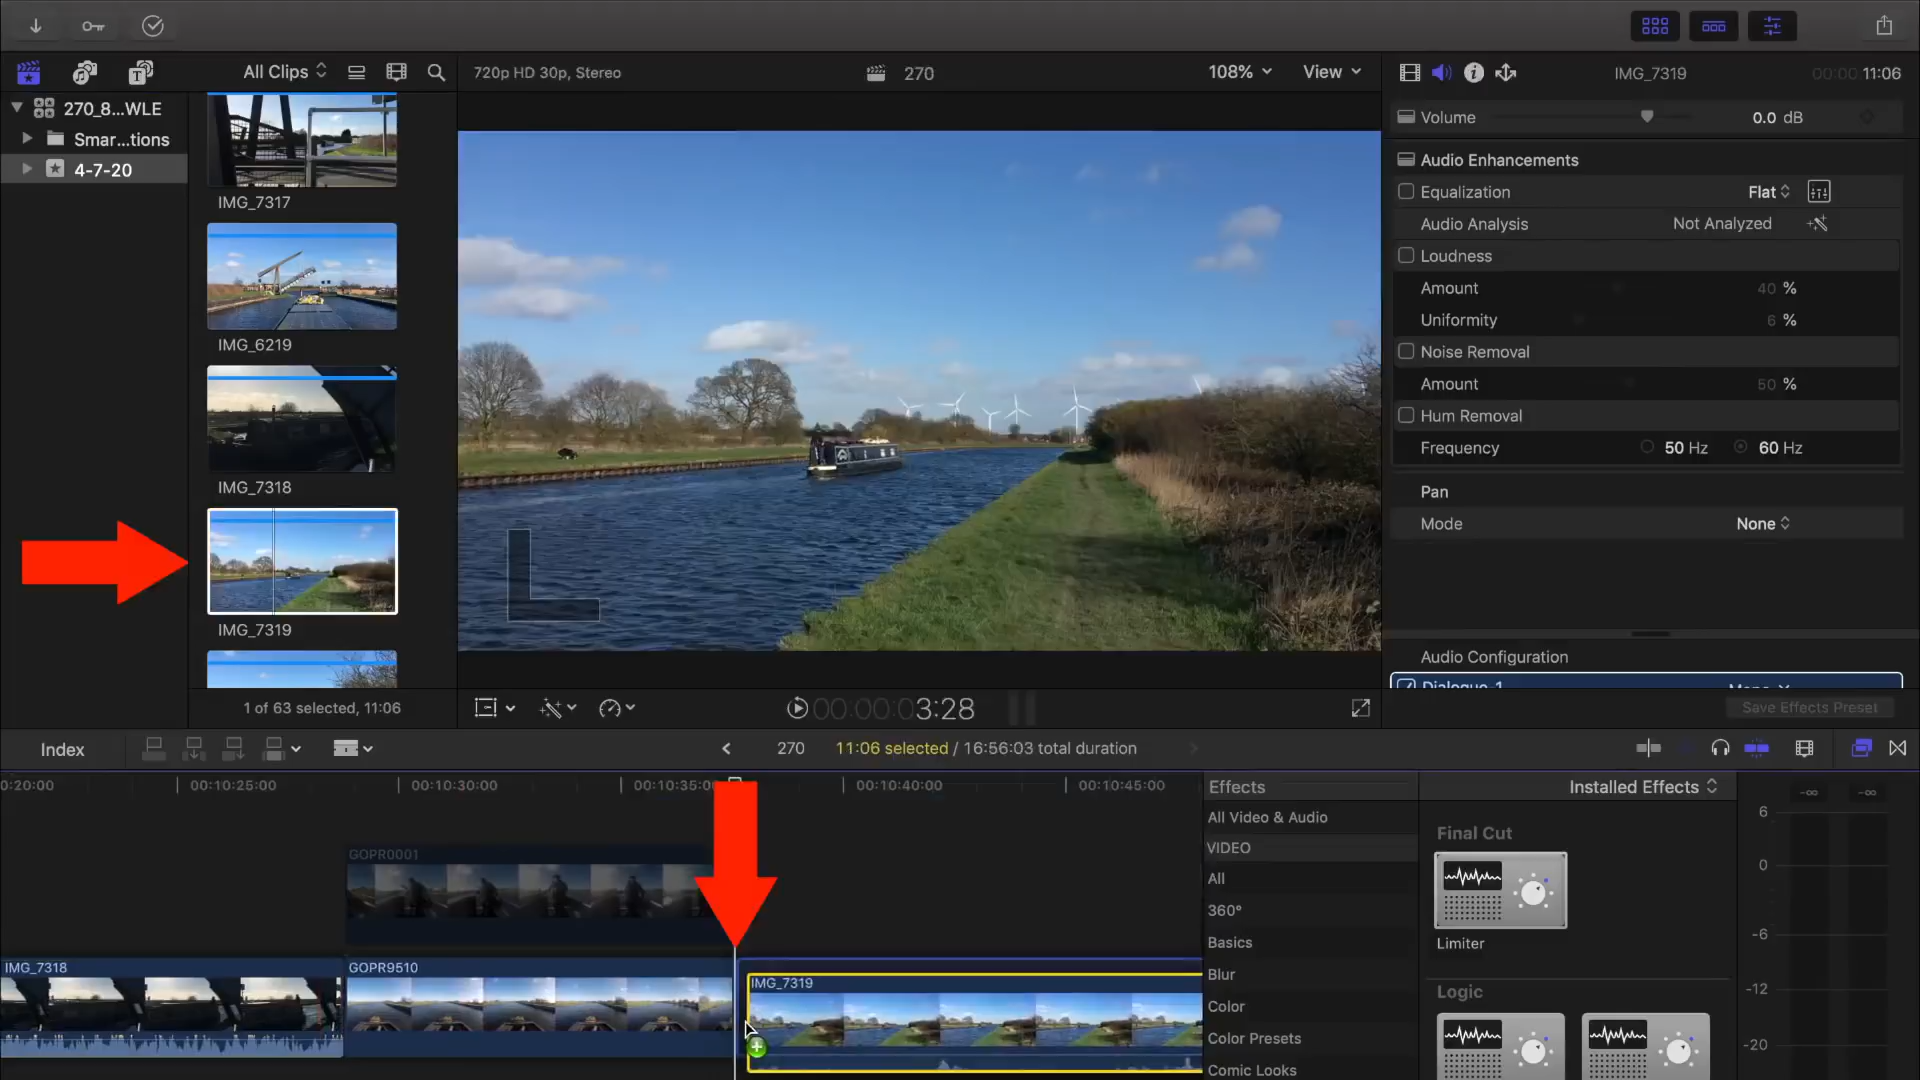 All Clips
720p HD 30p, Stereo
270
108%
View
IMG_7319
00:00 11:06
270_8...WLE
Smar...tions
4-7-20
IMG_7317
IMG_6219
IMG_7318
IMG_7319
1 of 63 selected, 11:06
Volume
0.0 dB
Audio Enhancements
Equalization
Flat
Audio Analysis
Not Analyzed
Loudness
Amount
40 %
Uniformity
6 %
Noise Removal
Amount
50 %
Hum Removal
Frequency
50 Hz
60 Hz
Pan
Mode
None
Audio Configuration
Dialogue-1
Mono
Save Effects Preset
L
00:00:03:28
Index
270
11:06 selected / 16:56:03 total duration
0:20:00
00:10:25:00
00:10:30:00
00:10:35:00
00:10:40:00
00:10:45:00
GOPR0001
IMG_7318
GOPR9510
IMG_7319
Effects
Installed Effects
All Video & Audio
VIDEO
All
360°
Basics
Blur
Color
Color Presets
Comic Looks
Final Cut
Limiter
Logic
-∞
-∞
6
0
-6
-12
-20